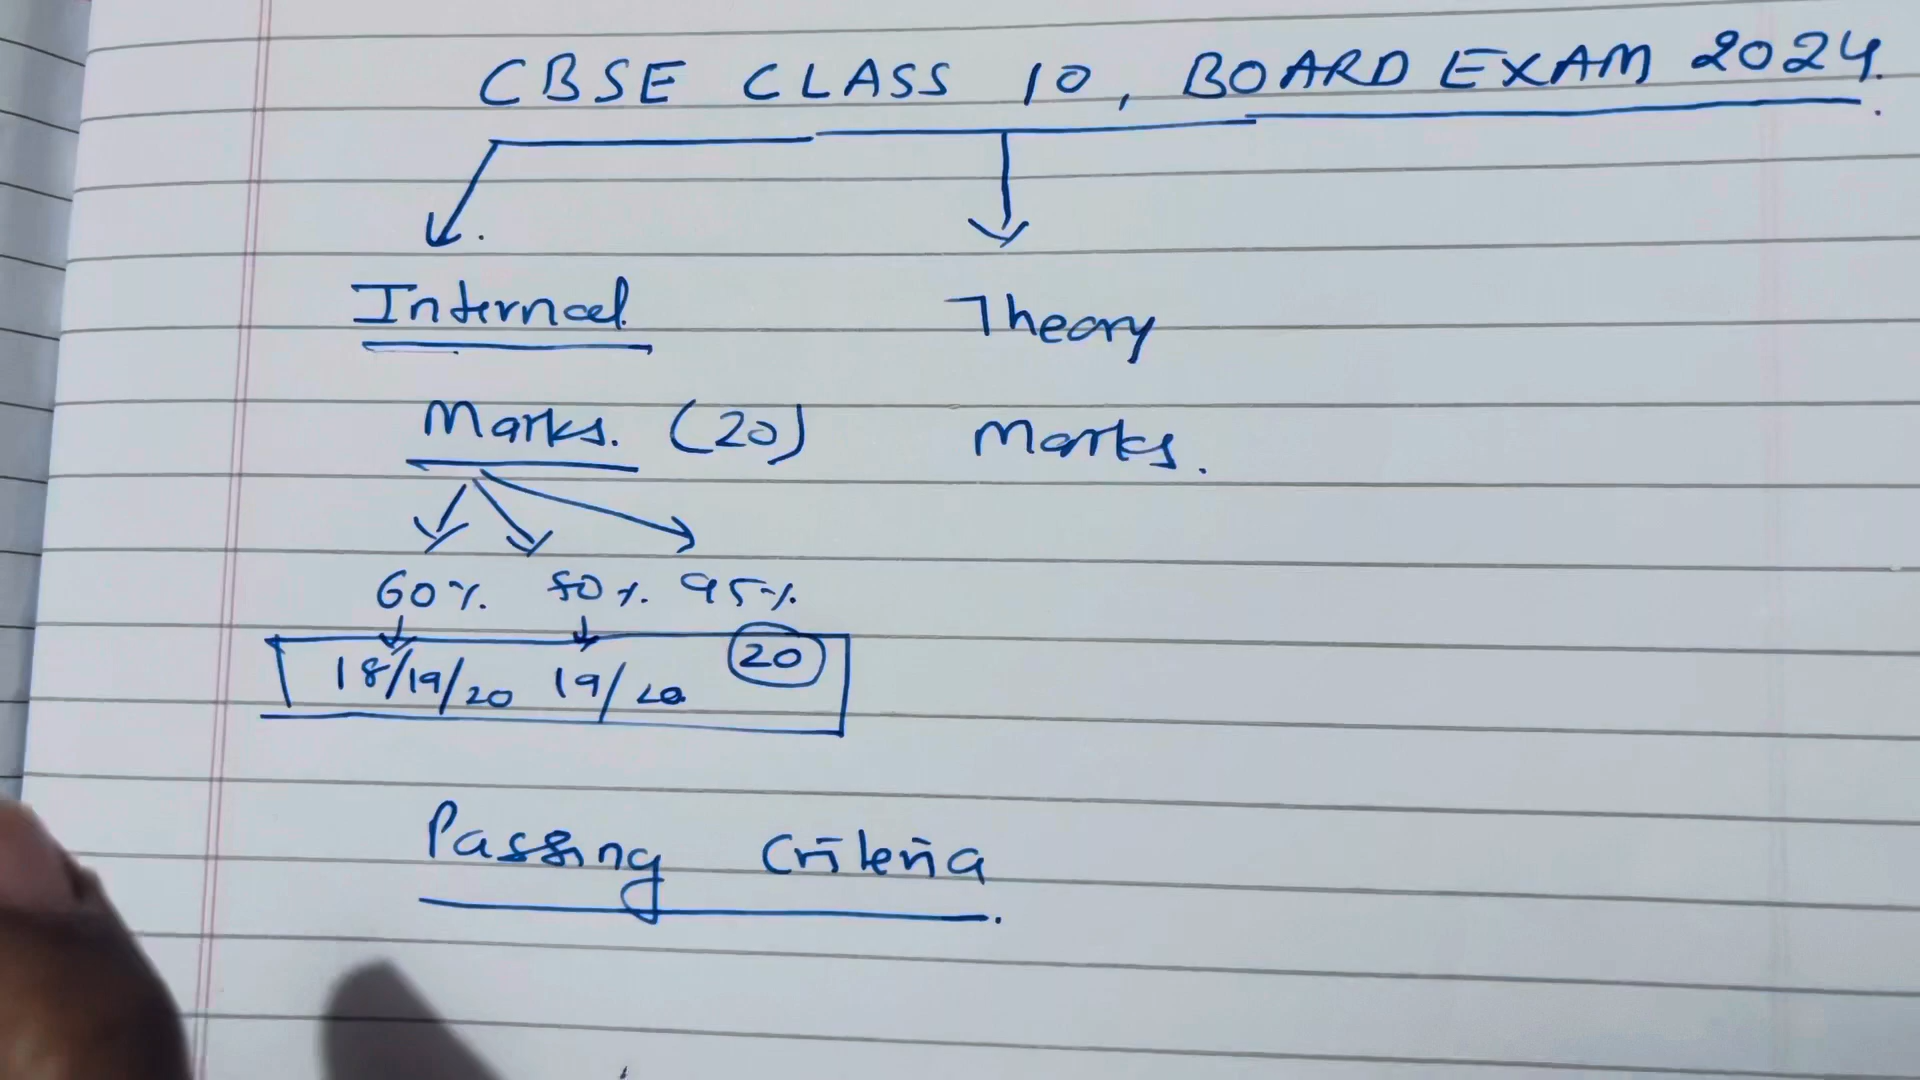 CBSE CLASS 10, BOARD EXAM 2024.
Internal Theory
Marks. (20) Marks.
60% 80% 95%
18/19/20 19/20 20
Passing Criteria.